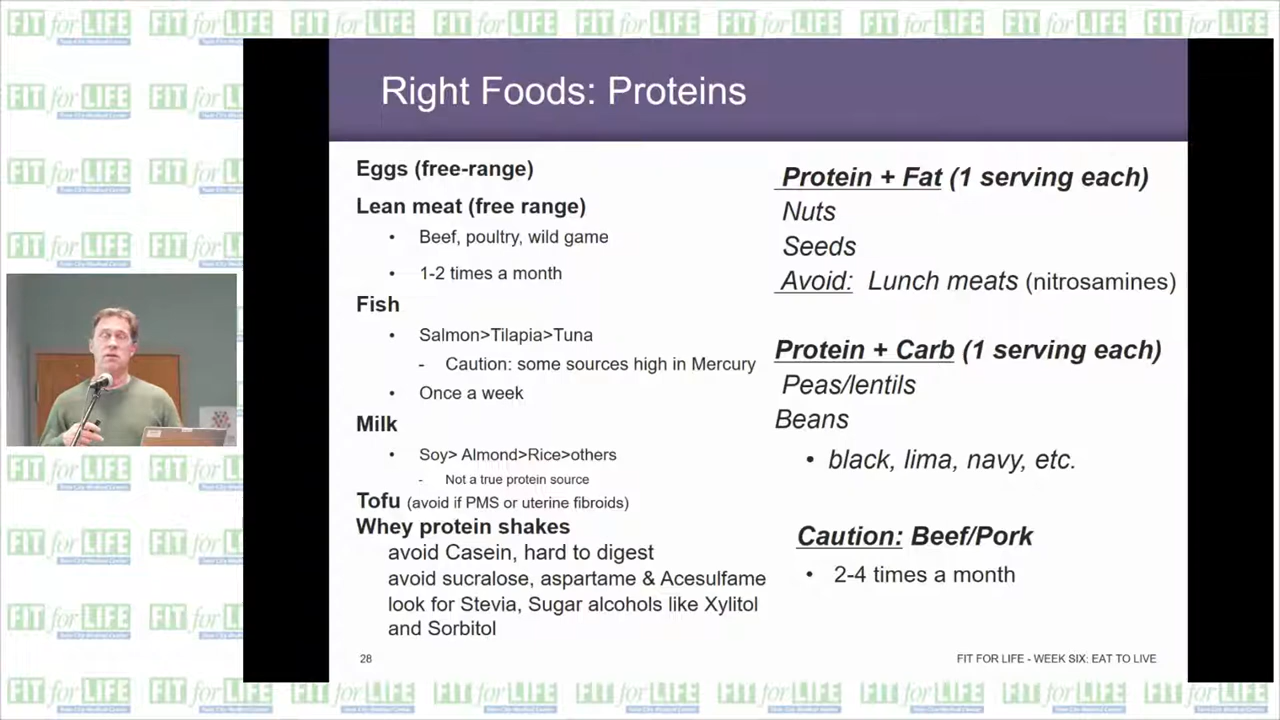 FIT for LIFE
Right Foods: Proteins
Eggs (free-range)
Lean meat (free range)
• Beef, poultry, wild game
• 1-2 times a month
Fish
• Salmon>Tilapia>Tuna
- Caution: some sources high in Mercury
• Once a week
Milk
• Soy> Almond>Rice>others
- Not a true protein source
Tofu (avoid if PMS or uterine fibroids)
Whey protein shakes
avoid Casein, hard to digest
avoid sucralose, aspartame & Acesulfame
look for Stevia, Sugar alcohols like Xylitol
and Sorbitol
Protein + Fat (1 serving each)
Nuts
Seeds
Avoid: Lunch meats (nitrosamines)
Protein + Carb (1 serving each)
Peas/lentils
Beans
• black, lima, navy, etc.
Caution: Beef/Pork
• 2-4 times a month
28
FIT FOR LIFE - WEEK SIX: EAT TO LIVE